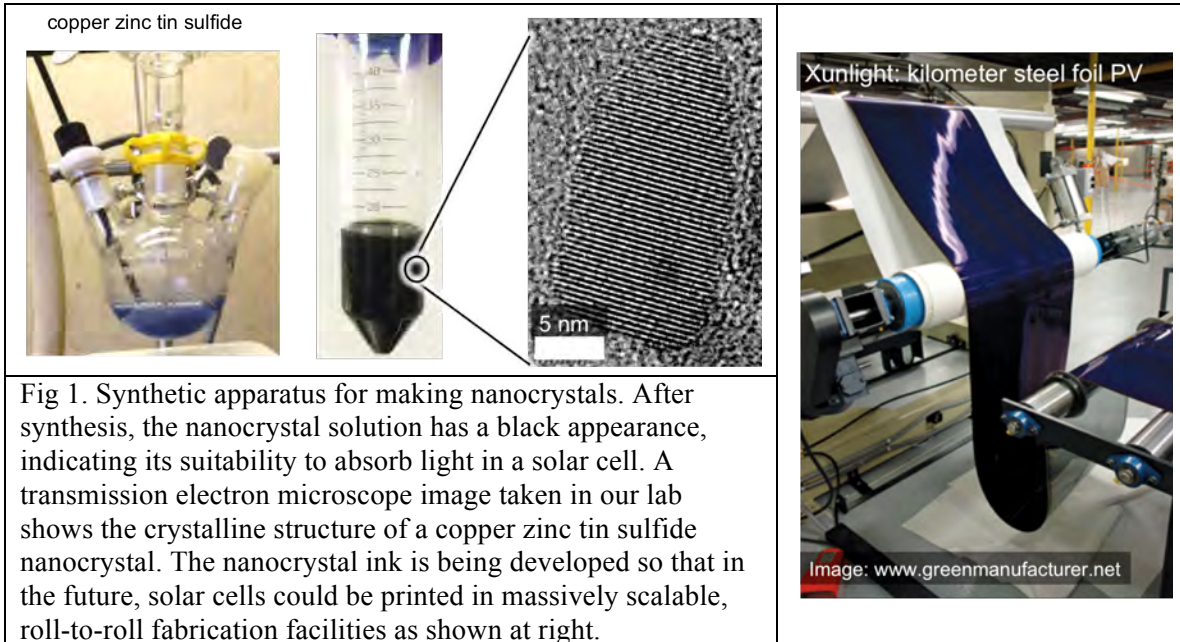 copper zinc tin sulfide
5 nm
Fig 1. Synthetic apparatus for making nanocrystals. After
synthesis, the nanocrystal solution has a black appearance,
indicating its suitability to absorb light in a solar cell. A
transmission electron microscope image taken in our lab
shows the crystalline structure of a copper zinc tin sulfide
nanocrystal. The nanocrystal ink is being developed so that in
the future, solar cells could be printed in massively scalable,
roll-to-roll fabrication facilities as shown at right.
Xunlight: kilometer steel foil PV
Image: www.greenmanufacturer.net